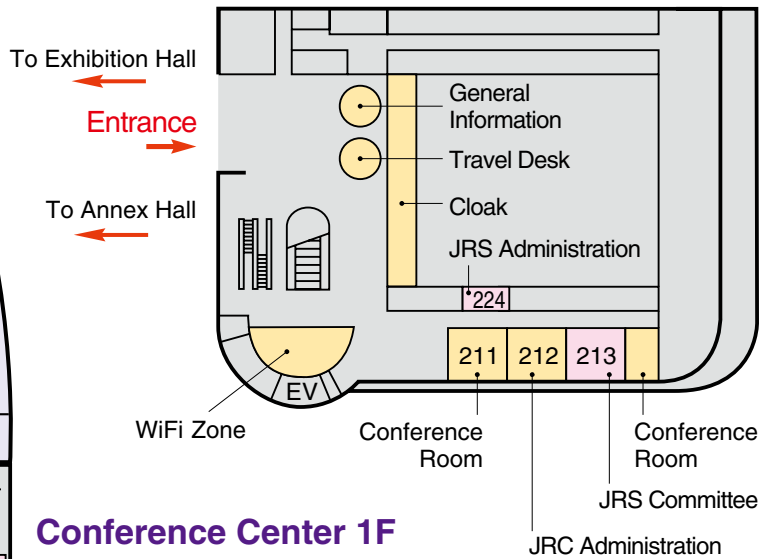 To Exhibition Hall
Entrance
To Annex Hall
General
Information
Travel Desk
Cloak
JRS Administration
224
211
212
213
EV
WiFi Zone
Conference
Room
Conference
Room
JRS Committee
JRC Administration
Conference Center 1F